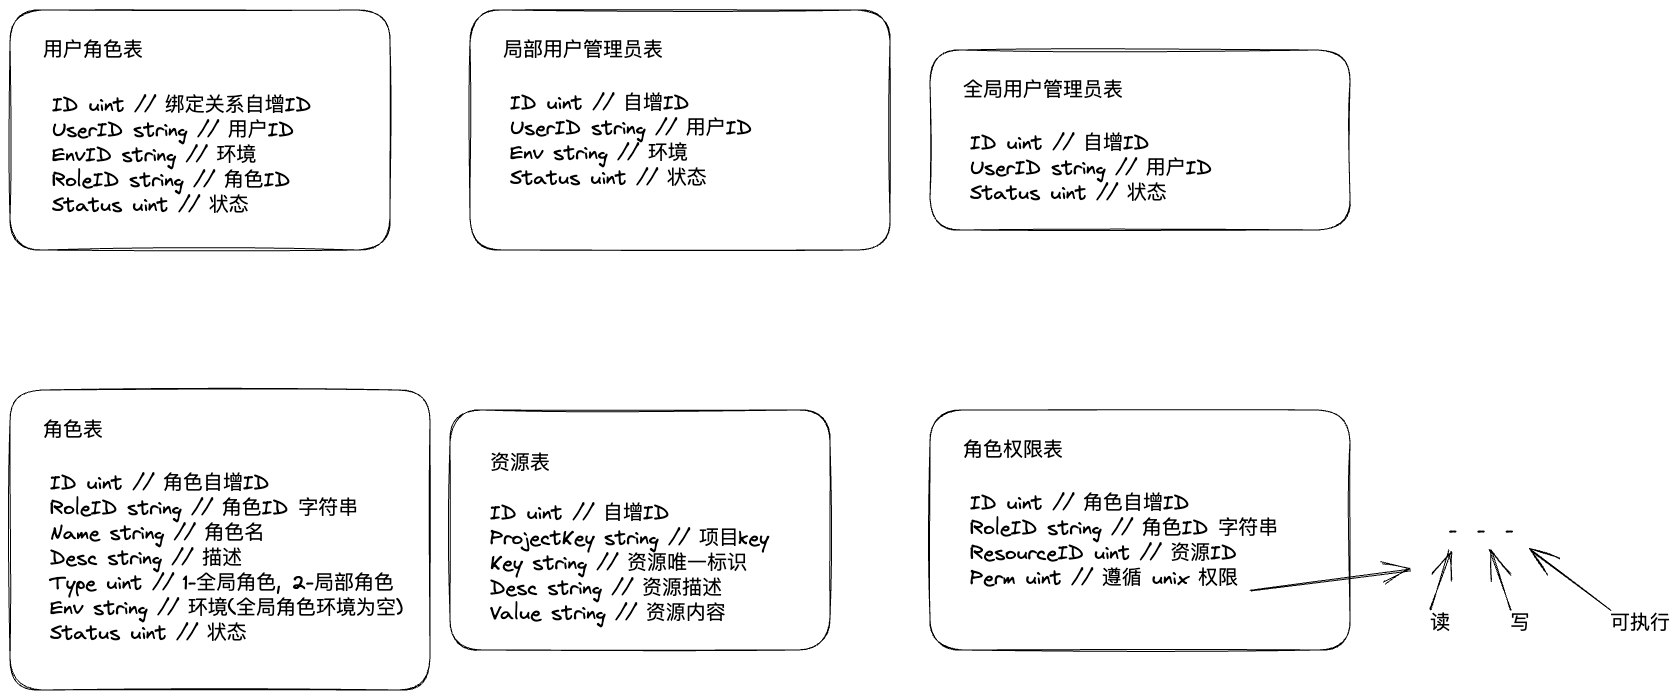 用户角色表
ID uint // 绑定关系自增ID
UserID string // 用户ID
EnvID string // 环境
RoleID string // 角色ID
Status uint // 状态
局部用户管理员表
ID uint // 自增ID
UserID string // 用户ID
Env string // 环境
Status uint // 状态
全局用户管理员表
ID uint // 自增ID
UserID string // 用户ID
Status uint // 状态
角色表
ID uint // 角色自增ID
RoleID string // 角色ID 字符串
Name string // 角色名
Desc string // 描述
Type uint // 1-全局角色, 2-局部角色
Env string // 环境(全局角色环境为空)
Status uint // 状态
资源表
ID uint // 自增ID
ProjectKey string // 项目key
Key string // 资源唯一标识
Desc string // 资源描述
Value string // 资源内容
角色权限表
ID uint // 角色自增ID
RoleID string // 角色ID 字符串
ResourceID uint // 资源ID
Perm uint // 遵循 unix 权限
- - -
读 写 可执行